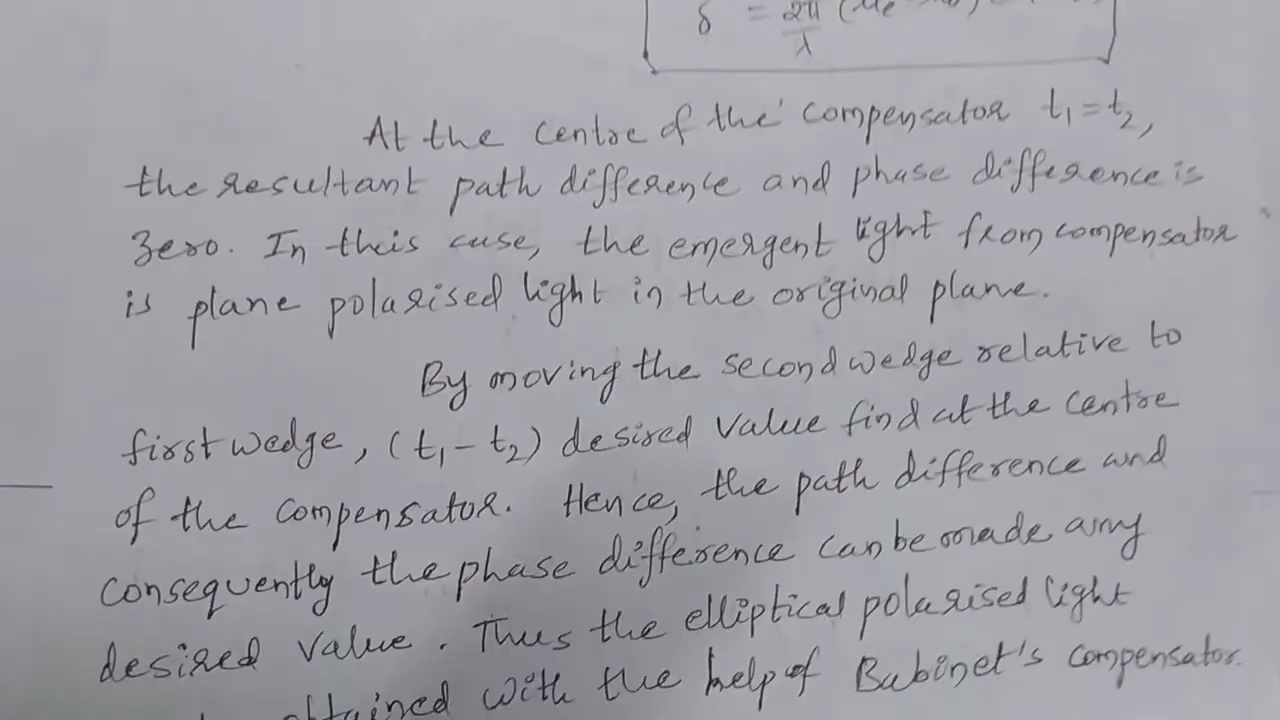 δ = 2π/λ (μe
At the centre of the compensator t₁=t₂,
the resultant path difference and phase difference is
zero. In this case, the emergent light from compensator
is plane polarised light in the original plane.
By moving the second wedge relative to
first wedge, (t₁-t₂) desired value find at the centre
of the compensator. Hence, the path difference and
consequently the phase difference can be made any
desired value. Thus the elliptical polarised light
obtained with the help of Babinet's compensator.